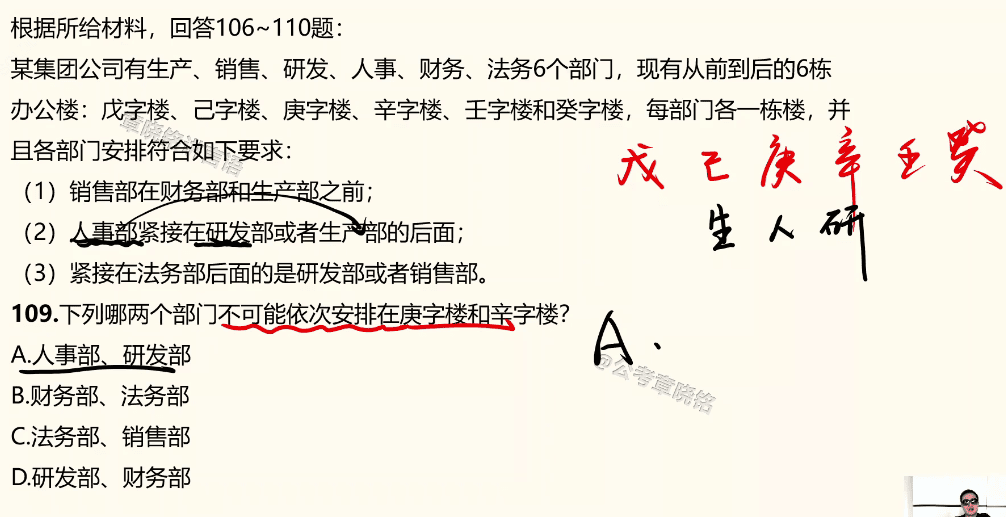 根据所给材料，回答106~110题：
某集团公司有生产、销售、研发、人事、财务、法务6个部门，现有从前到后的6栋
办公楼：戊字楼、己字楼、庚字楼、辛字楼、壬字楼和癸字楼，每部门各一栋楼，并
且各部门安排符合如下要求：
（1）销售部在财务部和生产部之前；
（2）人事部紧接在研发部或者生产部的后面；
（3）紧接在法务部后面的是研发部或者销售部。
109.下列哪两个部门不可能依次安排在庚字楼和辛字楼？
A.人事部、研发部
B.财务部、法务部
C.法务部、销售部
D.研发部、财务部
戊 己 庚 辛 壬 癸
生 人 研
A.
@公考章晓铭